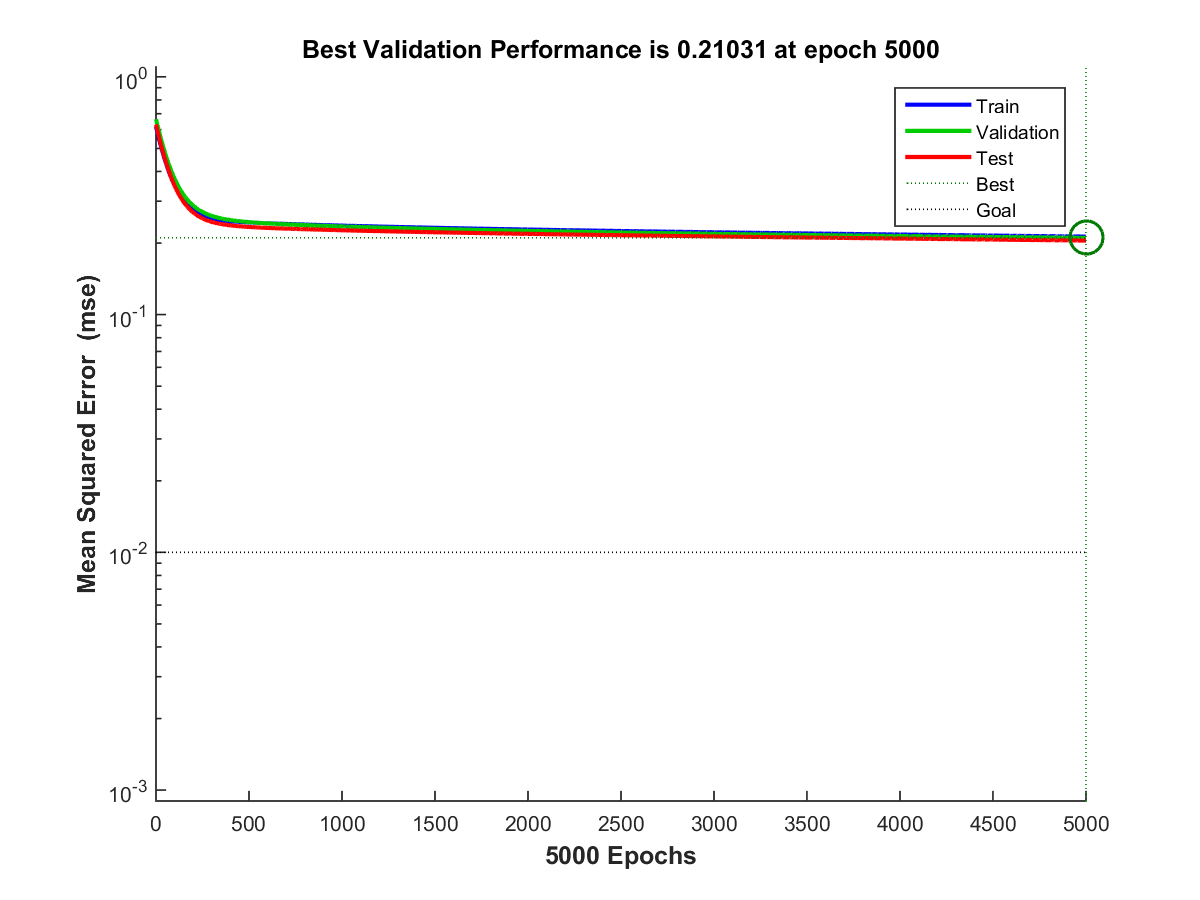 Best Validation Performance is 0.21031 at epoch 5000
10^0
Train
Validation
Test
Best
Goal
10^-1
Mean Squared Error (mse)
10^-2
10^-3
0 500 1000 1500 2000 2500 3000 3500 4000 4500 5000
5000 Epochs